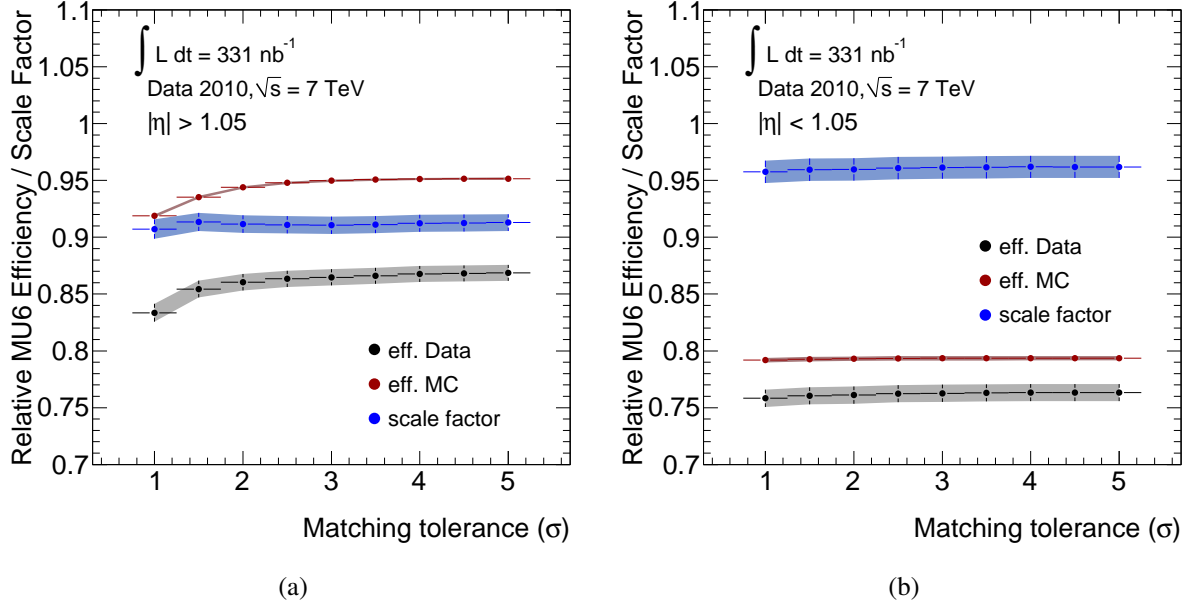 Relative MU6 Efficiency / Scale Factor
1.1
1.05
1
0.95
0.9
0.85
0.8
0.75
0.7
∫ L dt = 331 nb⁻¹
Data 2010,√s = 7 TeV
|η| > 1.05
eff. Data
eff. MC
scale factor
1 2 3 4 5
Matching tolerance (σ)
(a)
Relative MU6 Efficiency / Scale Factor
1.1
1.05
1
0.95
0.9
0.85
0.8
0.75
0.7
∫ L dt = 331 nb⁻¹
Data 2010,√s = 7 TeV
|η| < 1.05
eff. Data
eff. MC
scale factor
1 2 3 4 5
Matching tolerance (σ)
(b)